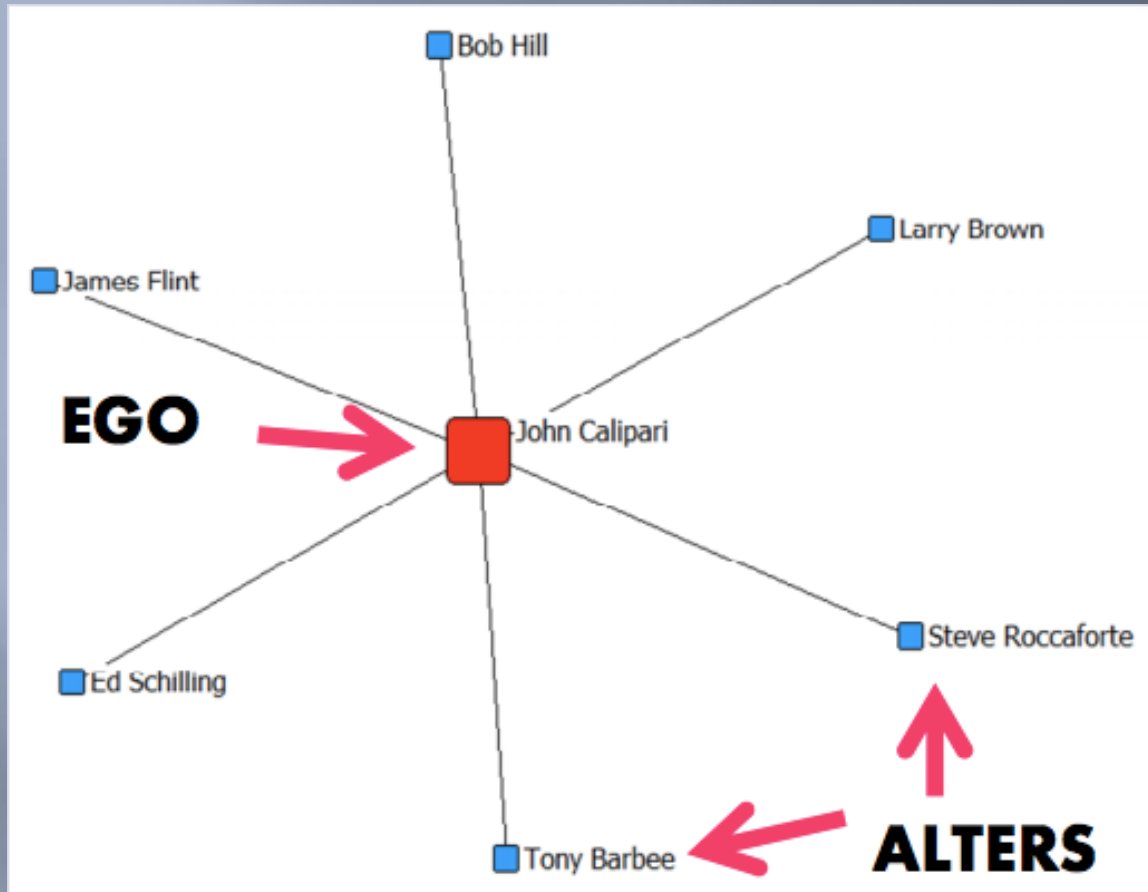 Bob Hill
Larry Brown
James Flint
EGO
John Calipari
Steve Roccaforte
Ed Schilling
ALTERS
Tony Barbee